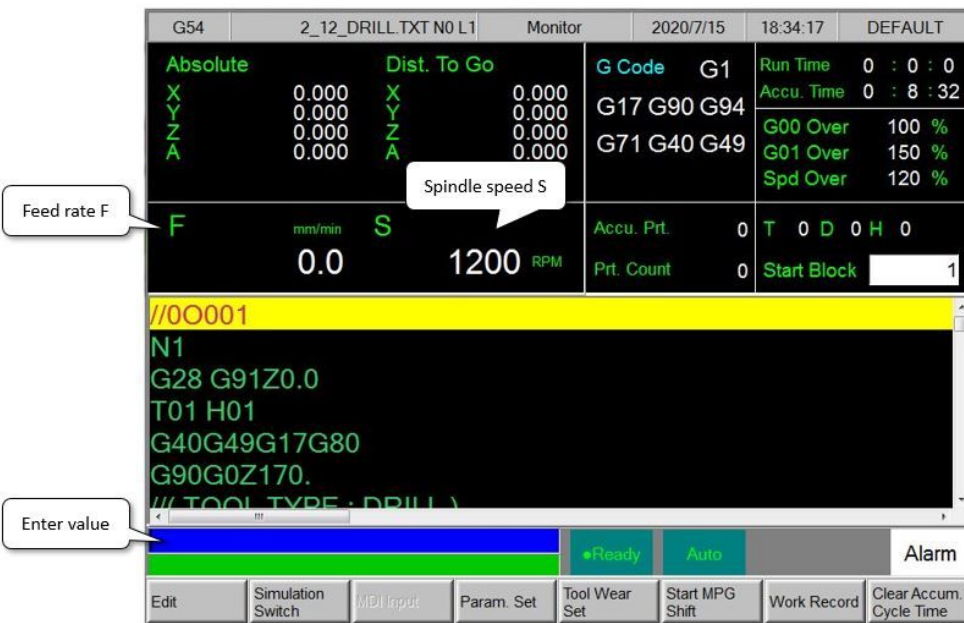 G54 2_12_DRILL.TXT N0 L1 Monitor 2020/7/15 18:34:17 DEFAULT
Absolute Dist. To Go
X 0.000 X 0.000
Y 0.000 Y 0.000
Z 0.000 Z 0.000
A 0.000 A 0.000
G Code G1
G17 G90 G94
G71 G40 G49
Run Time 0 : 0 : 0
Accu. Time 0 : 8 : 32
G00 Over 100 %
G01 Over 150 %
Spd Over 120 %
Spindle speed S
Feed rate F
F mm/min 0.0
S 1200 RPM
Accu. Prt. 0
Prt. Count 0
T 0 D 0 H 0
Start Block 1
//0O001
N1
G28 G91Z0.0
T01 H01
G40G49G17G80
G90G0Z170.
///( TOOL TYPE : DRILL )
Enter value
●Ready Auto Alarm
Edit
Simulation Switch
MDI Input
Param. Set
Tool Wear Set
Start MPG Shift
Work Record
Clear Accum. Cycle Time